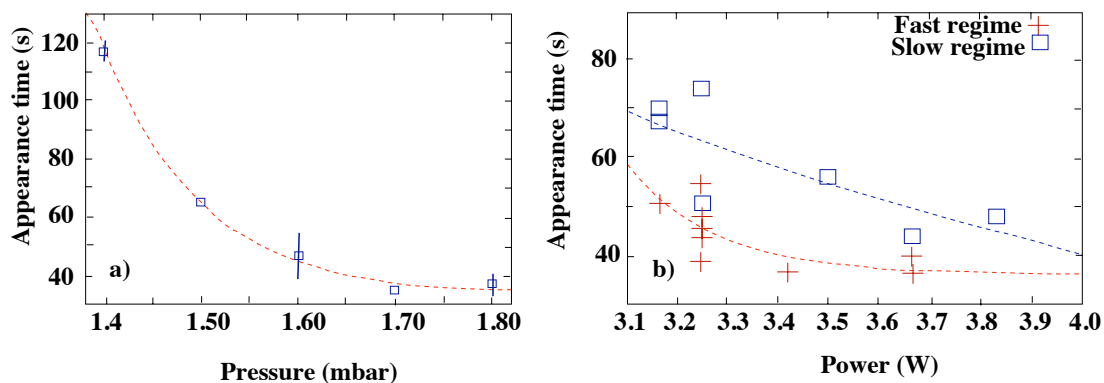 Appearance time (s)
120
100
80
60
40
a)
1.4
1.50
1.60
1.70
1.80
Pressure (mbar)
Appearance time (s)
80
60
40
Fast regime
Slow regime
b)
3.1
3.2
3.3
3.4
3.5
3.6
3.7
3.8
3.9
4.0
Power (W)